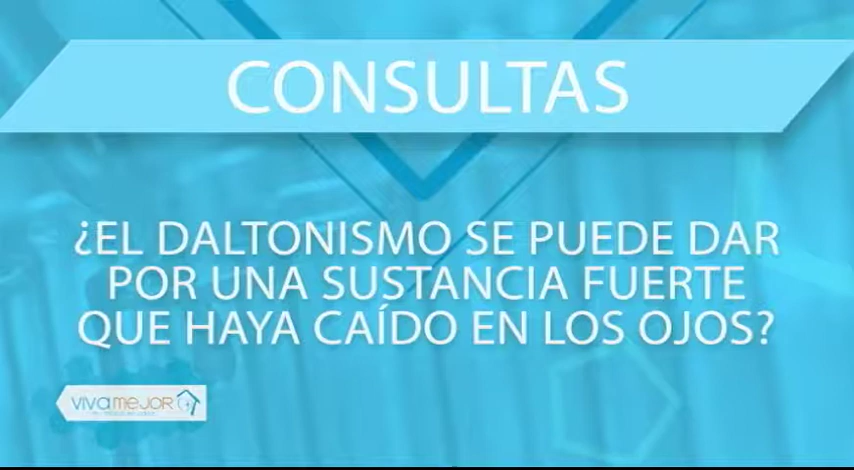 CONSULTAS
¿EL DALTONISMO SE PUEDE DAR
POR UNA SUSTANCIA FUERTE
QUE HAYA CAÍDO EN LOS OJOS?
VIVAMEJOR